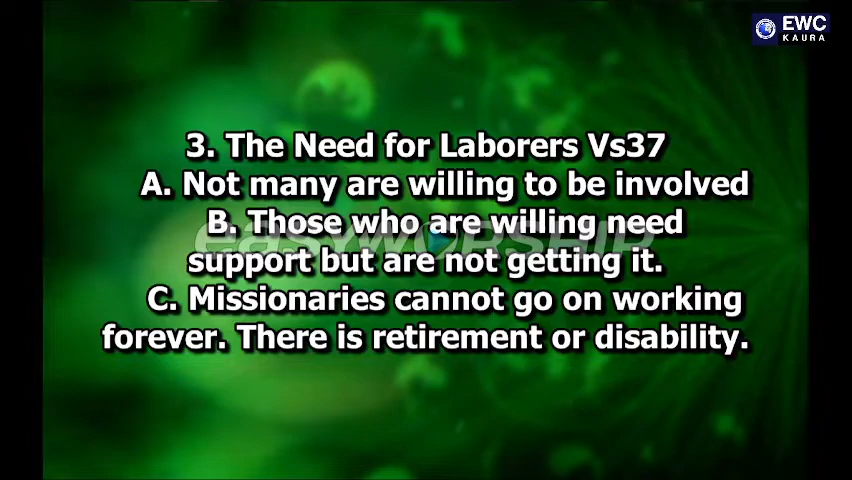 EWC
KAURA
3. The Need for Laborers Vs37
A. Not many are willing to be involved
B. Those who are willing need
easyworship
support but are not getting it.
C. Missionaries cannot go on working
forever. There is retirement or disability.